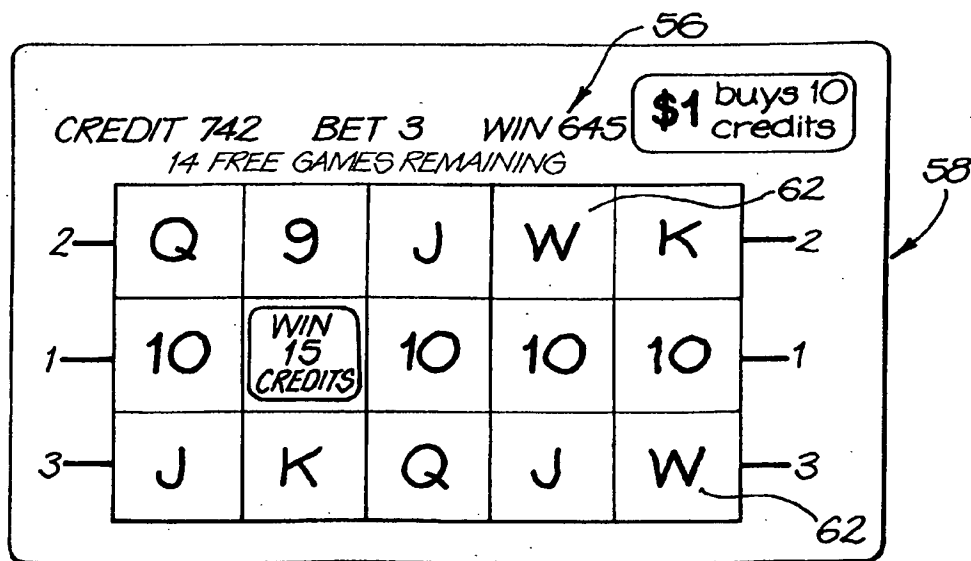 56
$1 buys 10 credits
CREDIT 742 BET 3 WIN 645
14 FREE GAMES REMAINING
62
58
2 Q 9 J W K 2
1 10 WIN 15 CREDITS 10 10 10 1
3 J K Q J W 3
62